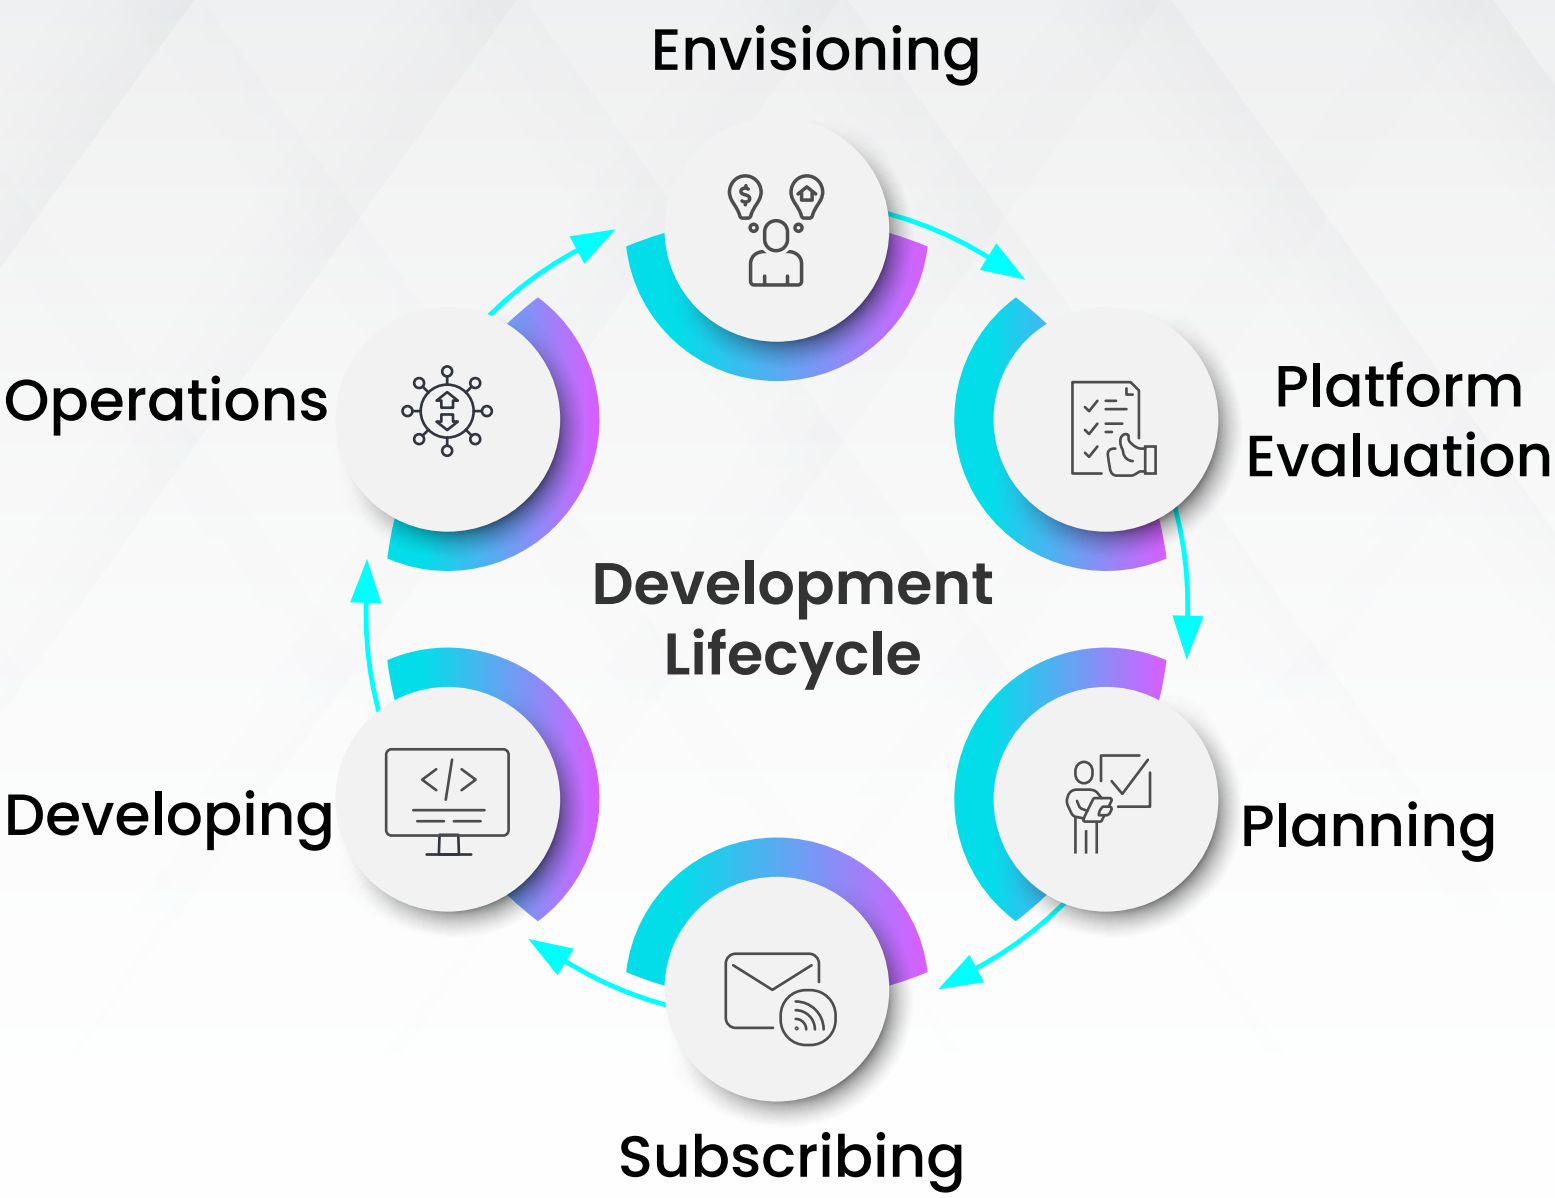 Envisioning
Platform
Evaluation
Planning
Subscribing
Developing
Operations
Development
Lifecycle
$
</>